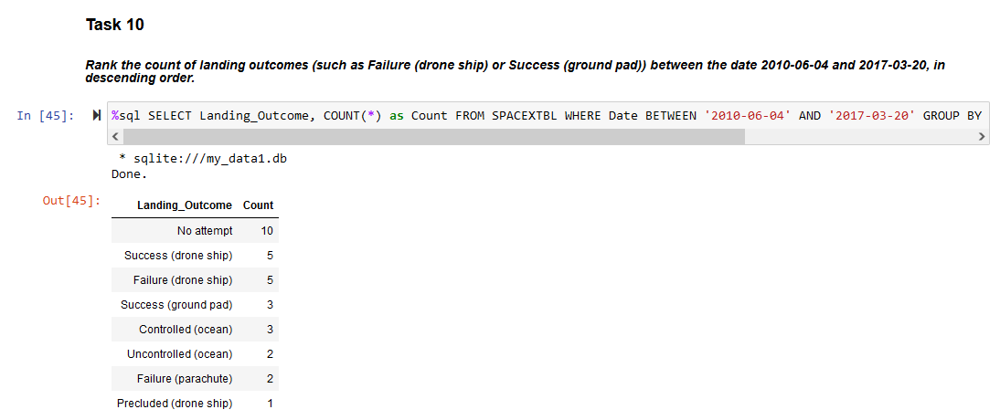 Task 10
Rank the count of landing outcomes (such as Failure (drone ship) or Success (ground pad)) between the date 2010-06-04 and 2017-03-20, in
descending order.
In [45]: %sql SELECT Landing_Outcome, COUNT(*) as Count FROM SPACEXTBL WHERE Date BETWEEN '2010-06-04' AND '2017-03-20' GROUP BY
* sqlite:///my_data1.db
Done.
Out[45]:
Landing_Outcome Count
No attempt 10
Success (drone ship) 5
Failure (drone ship) 5
Success (ground pad) 3
Controlled (ocean) 3
Uncontrolled (ocean) 2
Failure (parachute) 2
Precluded (drone ship) 1